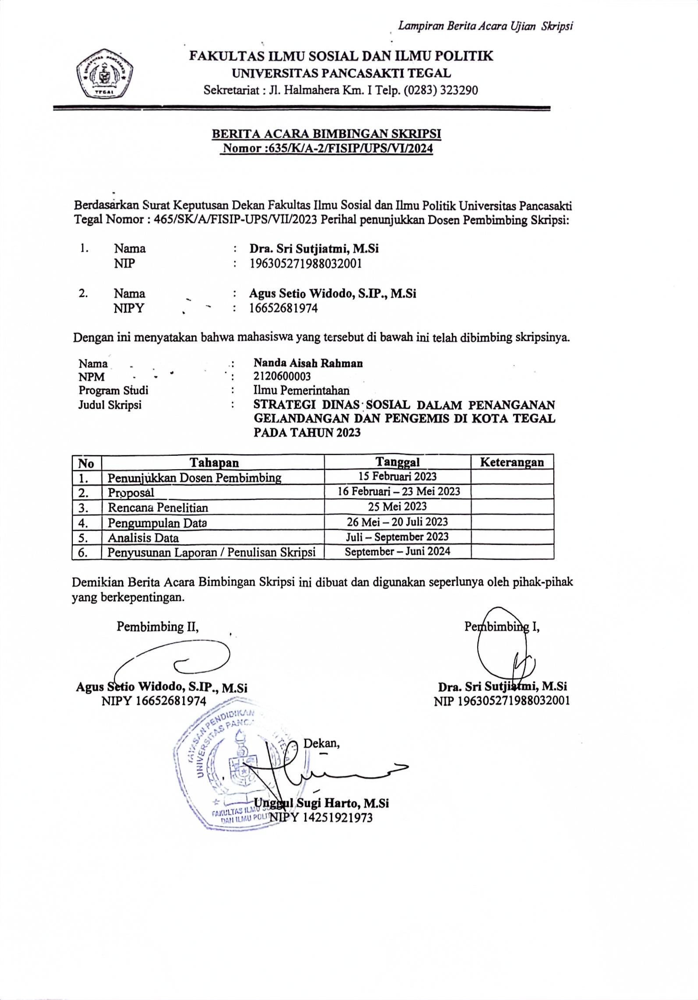 Lampiran Berita Acara Ujian Skripsi
FAKULTAS ILMU SOSIAL DAN ILMU POLITIK
UNIVERSITAS PANCASAKTI TEGAL
Sekretariat : Jl. Halmahera Km. I Telp. (0283) 323290
UNIVERSITAS PANCASAKTI
TEGAL
BERITA ACARA BIMBINGAN SKRIPSI
Nomor :635/K/A-2/FISIP/UPS/VI/2024
Berdasarkan Surat Keputusan Dekan Fakultas Ilmu Sosial dan Ilmu Politik Universitas Pancasakti
Tegal Nomor : 465/SK/A/FISIP-UPS/VII/2023 Perihal penunjukkan Dosen Pembimbing Skripsi:
1. Nama : Dra. Sri Sutjiatmi, M.Si
NIP : 196305271988032001
2. Nama : Agus Setio Widodo, S.IP., M.Si
NIPY : 16652681974
Dengan ini menyatakan bahwa mahasiswa yang tersebut di bawah ini telah dibimbing skripsinya.
Nama : Nanda Aisah Rahman
NPM : 2120600003
Program Studi : Ilmu Pemerintahan
Judul Skripsi : STRATEGI DINAS SOSIAL DALAM PENANGANAN
GELANDANGAN DAN PENGEMIS DI KOTA TEGAL
PADA TAHUN 2023
No Tahapan Tanggal Keterangan
1. Penunjukkan Dosen Pembimbing 15 Februari 2023
2. Proposal 16 Februari – 23 Mei 2023
3. Rencana Penelitian 25 Mei 2023
4. Pengumpulan Data 26 Mei – 20 Juli 2023
5. Analisis Data Juli – September 2023
6. Penyusunan Laporan / Penulisan Skripsi September – Juni 2024
Demikian Berita Acara Bimbingan Skripsi ini dibuat dan digunakan seperlunya oleh pihak-pihak
yang berkepentingan.
Pembimbing II, Pembimbing I,
Agus Setio Widodo, S.IP., M.Si Dra. Sri Sutjiatmi, M.Si
NIPY 16652681974 NIP 196305271988032001
YAYASAN PENDIDIKAN
UNIVERSITAS
Dekan,
Unggul Sugi Harto, M.Si
NIPY 14251921973
FAKULTAS ILMU
DAN ILMU